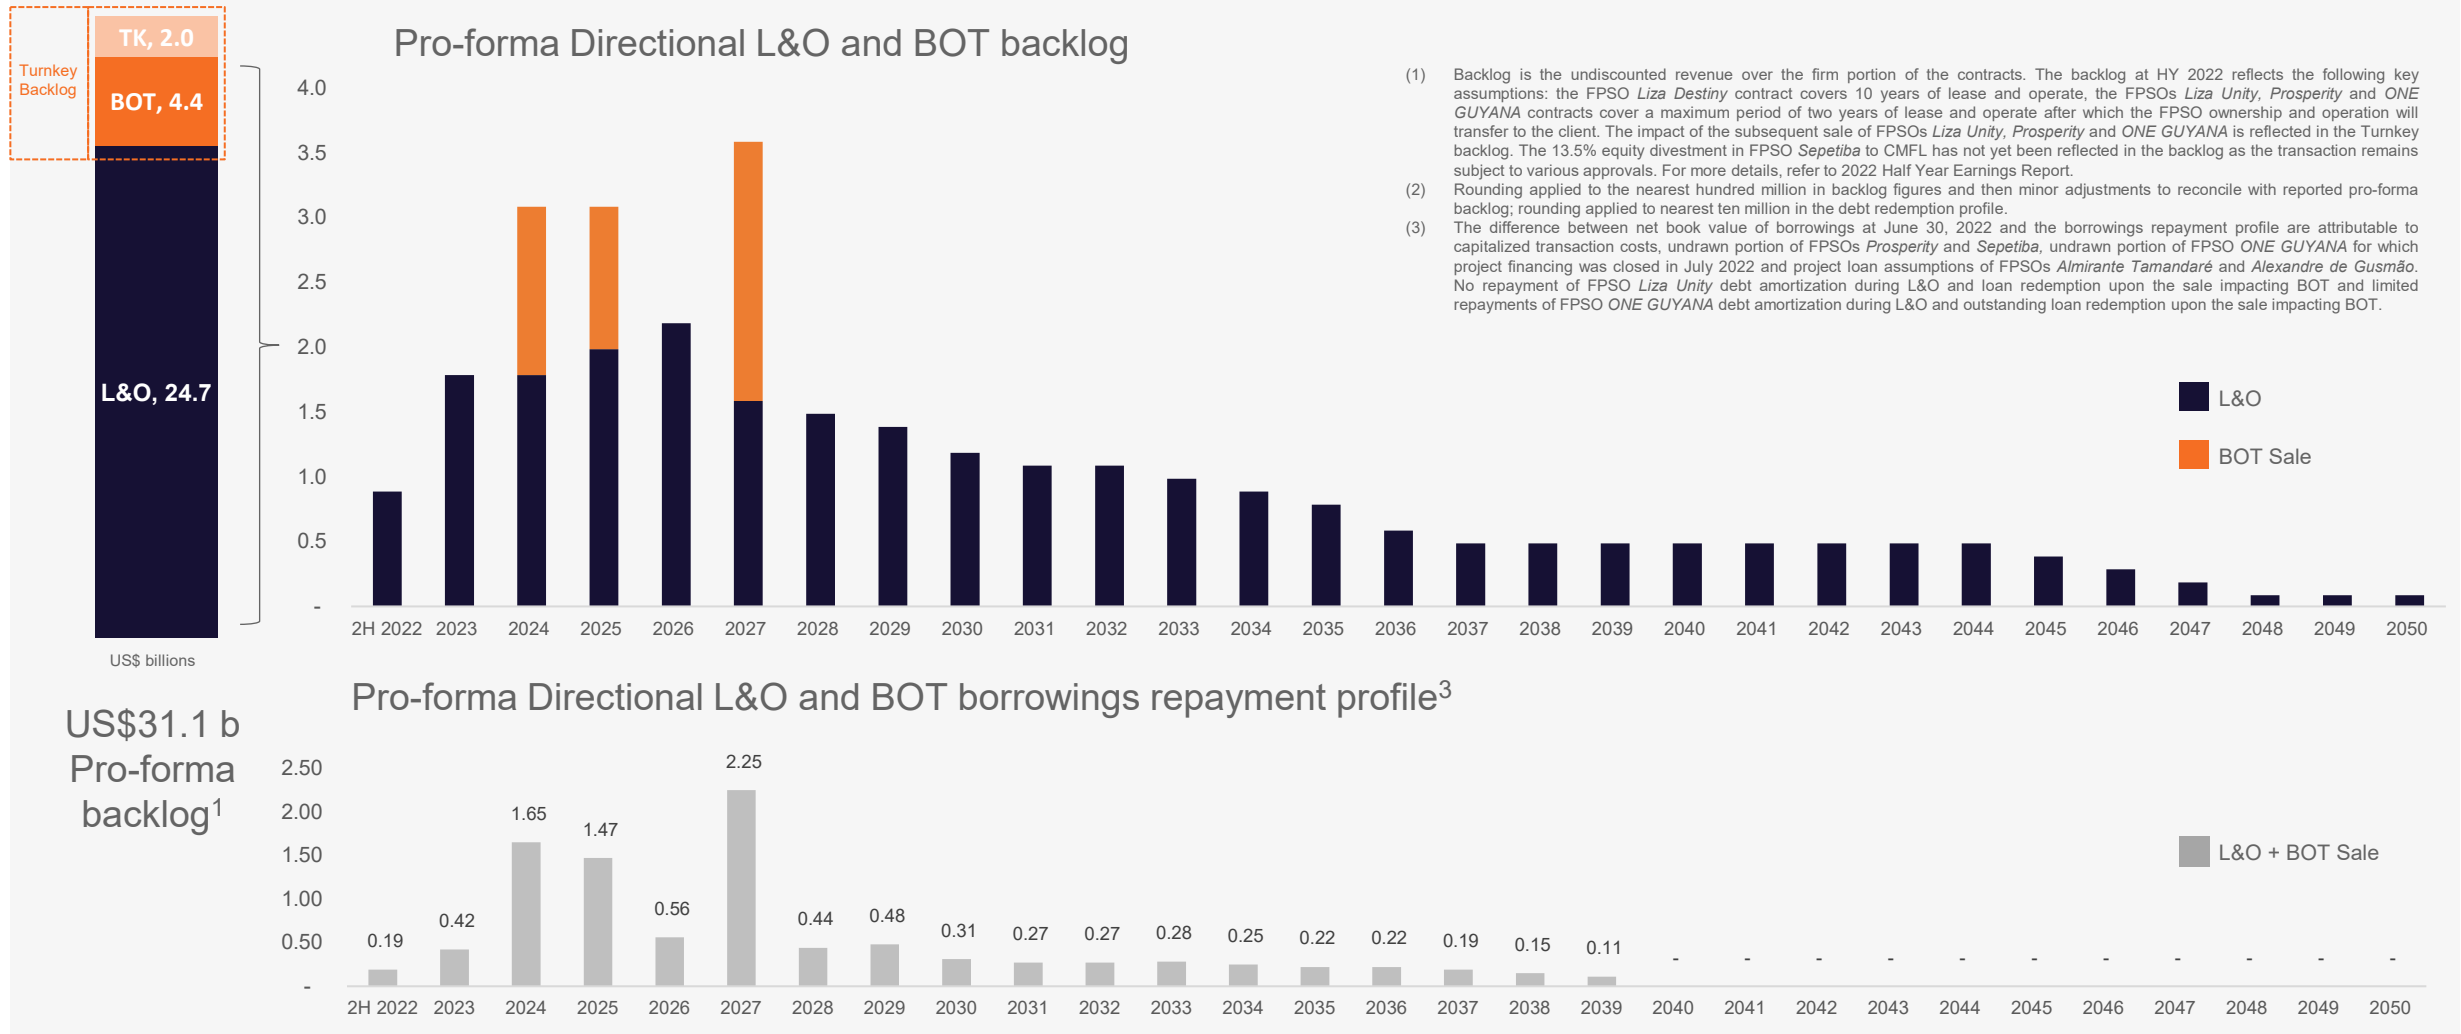 TK, 2.0
BOT, 4.4
Turnkey
Backlog
L&O, 24.7
US$ billions
US$31.1 b
Pro-forma
backlog1
Pro-forma Directional L&O and BOT backlog
4.0
3.5
3.0
2.5
2.0
1.5
1.0
0.5
-
2H 2022 2023 2024 2025 2026 2027 2028 2029 2030 2031 2032 2033 2034 2035 2036 2037 2038 2039 2040 2041 2042 2043 2044 2045 2046 2047 2048 2049 2050
(1) Backlog is the undiscounted revenue over the firm portion of the contracts. The backlog at HY 2022 reflects the following key
assumptions: the FPSO Liza Destiny contract covers 10 years of lease and operate, the FPSOs Liza Unity, Prosperity and ONE
GUYANA contracts cover a maximum period of two years of lease and operate after which the FPSO ownership and operation will
transfer to the client. The impact of the subsequent sale of FPSOs Liza Unity, Prosperity and ONE GUYANA is reflected in the Turnkey
backlog. The 13.5% equity divestment in FPSO Sepetiba to CMFL has not yet been reflected in the backlog as the transaction remains
subject to various approvals. For more details, refer to 2022 Half Year Earnings Report.
(2) Rounding applied to the nearest hundred million in backlog figures and then minor adjustments to reconcile with reported pro-forma
backlog; rounding applied to nearest ten million in the debt redemption profile.
(3) The difference between net book value of borrowings at June 30, 2022 and the borrowings repayment profile are attributable to
capitalized transaction costs, undrawn portion of FPSOs Prosperity and Sepetiba, undrawn portion of FPSO ONE GUYANA for which
project financing was closed in July 2022 and project loan assumptions of FPSOs Almirante Tamandaré and Alexandre de Gusmão.
No repayment of FPSO Liza Unity debt amortization during L&O and loan redemption upon the sale impacting BOT and limited
repayments of FPSO ONE GUYANA debt amortization during L&O and outstanding loan redemption upon the sale impacting BOT.
L&O
BOT Sale
Pro-forma Directional L&O and BOT borrowings repayment profile3
2.50
2.00
1.50
1.00
0.50
-
0.19 0.42 1.65 1.47 0.56 2.25 0.44 0.48 0.31 0.27 0.27 0.28 0.25 0.22 0.22 0.19 0.15 0.11 - - - - - - - - - - -
2H 2022 2023 2024 2025 2026 2027 2028 2029 2030 2031 2032 2033 2034 2035 2036 2037 2038 2039 2040 2041 2042 2043 2044 2045 2046 2047 2048 2049 2050
L&O + BOT Sale